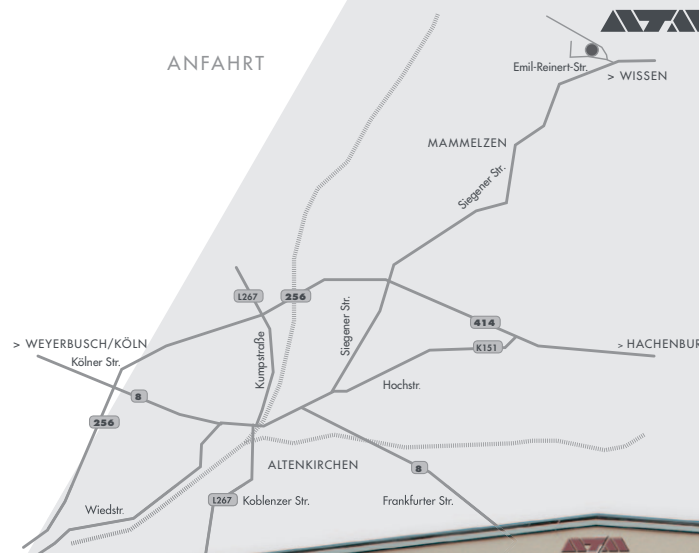 ANFAHRT
Emil-Reinert-Str.
> WISSEN
MAMMELZEN
Siegener Str.
L267
256
Siegener Str.
414
K151
> HACHENBUR
> WEYERBUSCH/KÖLN
Kölner Str.
Kumpstraße
Hochstr.
8
256
ALTENKIRCHEN
8
L267
Koblenzer Str.
Frankfurter Str.
Wiedstr.